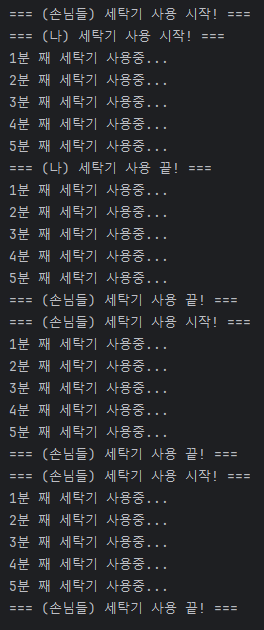 === (손님들) 세탁기 사용 시작! ===
=== (나) 세탁기 사용 시작! ===
1분 째 세탁기 사용중...
2분 째 세탁기 사용중...
3분 째 세탁기 사용중...
4분 째 세탁기 사용중...
5분 째 세탁기 사용중...
=== (나) 세탁기 사용 끝! ===
1분 째 세탁기 사용중...
2분 째 세탁기 사용중...
3분 째 세탁기 사용중...
4분 째 세탁기 사용중...
5분 째 세탁기 사용중...
=== (손님들) 세탁기 사용 끝! ===
=== (손님들) 세탁기 사용 시작! ===
1분 째 세탁기 사용중...
2분 째 세탁기 사용중...
3분 째 세탁기 사용중...
4분 째 세탁기 사용중...
5분 째 세탁기 사용중...
=== (손님들) 세탁기 사용 끝! ===
=== (손님들) 세탁기 사용 시작! ===
1분 째 세탁기 사용중...
2분 째 세탁기 사용중...
3분 째 세탁기 사용중...
4분 째 세탁기 사용중...
5분 째 세탁기 사용중...
=== (손님들) 세탁기 사용 끝! ===